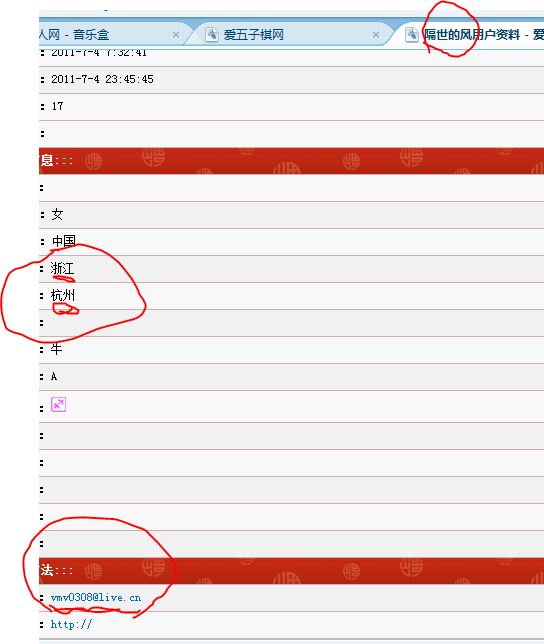 人网 - 音乐盒
爱五子棋网
隔世的风用户资料 - 爱
: 2011-7-4 7:32:41
: 2011-7-4 23:45:45
: 17
:
息:::
:
: 女
: 中国
: 浙江
: 杭州
:
: 牛
: A
:
:
:
:
:
:
法:::
: vmv0308@live.cn
: http://